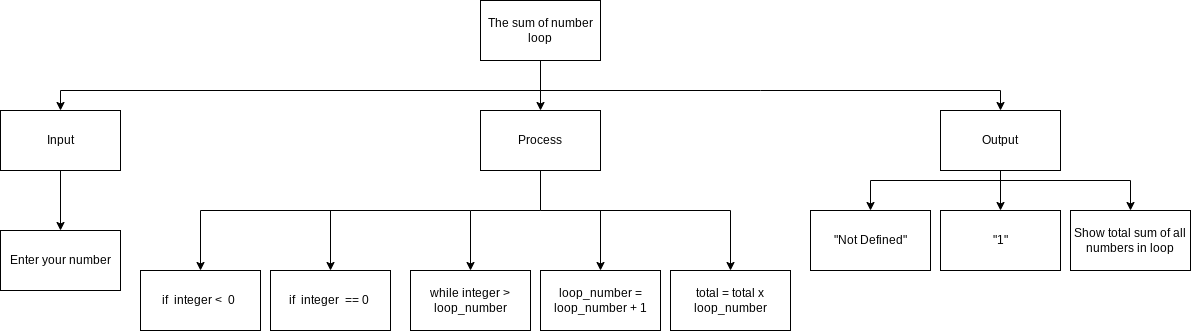 The sum of number
loop
Input
Process
Output
Enter your number
if integer < 0
if integer == 0
while integer >
loop_number
loop_number =
loop_number + 1
total = total x
loop_number
"Not Defined"
"1"
Show total sum of all
numbers in loop